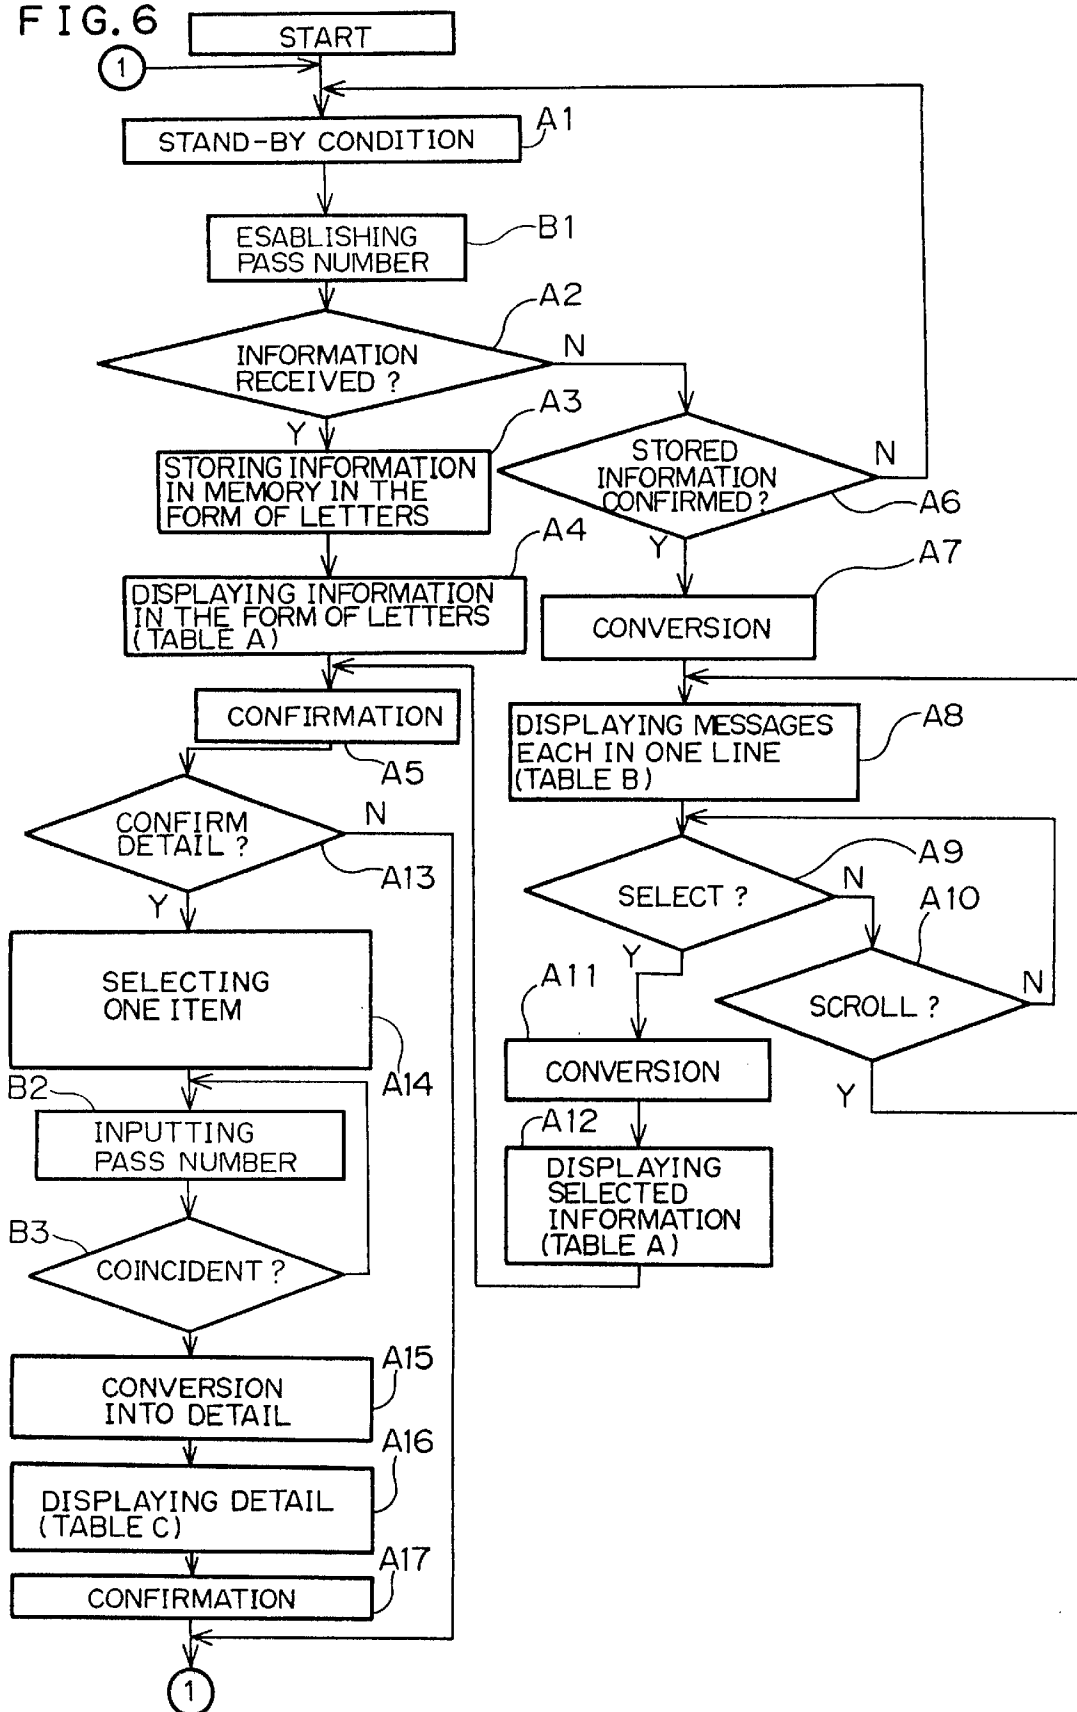 FIG.6
START
1
STAND-BY CONDITION
A1
ESABLISHING
PASS NUMBER
B1
INFORMATION
RECEIVED ?
A2
N
Y
STORING INFORMATION
IN MEMORY IN THE
FORM OF LETTERS
A3
STORED
INFORMATION
CONFIRMED ?
N
A6
Y
DISPLAYING INFORMATION
IN THE FORM OF LETTERS
(TABLE A)
A4
CONVERSION
A7
CONFIRMATION
A5
DISPLAYING MESSAGES
EACH IN ONE LINE
(TABLE B)
A8
CONFIRM
DETAIL ?
N
A13
Y
SELECT ?
A9
N
Y
SCROLL ?
A10
N
Y
SELECTING
ONE ITEM
A14
CONVERSION
A11
B2
INPUTTING
PASS NUMBER
A12
DISPLAYING
SELECTED
INFORMATION
(TABLE A)
B3
COINCIDENT ?
CONVERSION
INTO DETAIL
A15
DISPLAYING DETAIL
(TABLE C)
A16
CONFIRMATION
A17
1